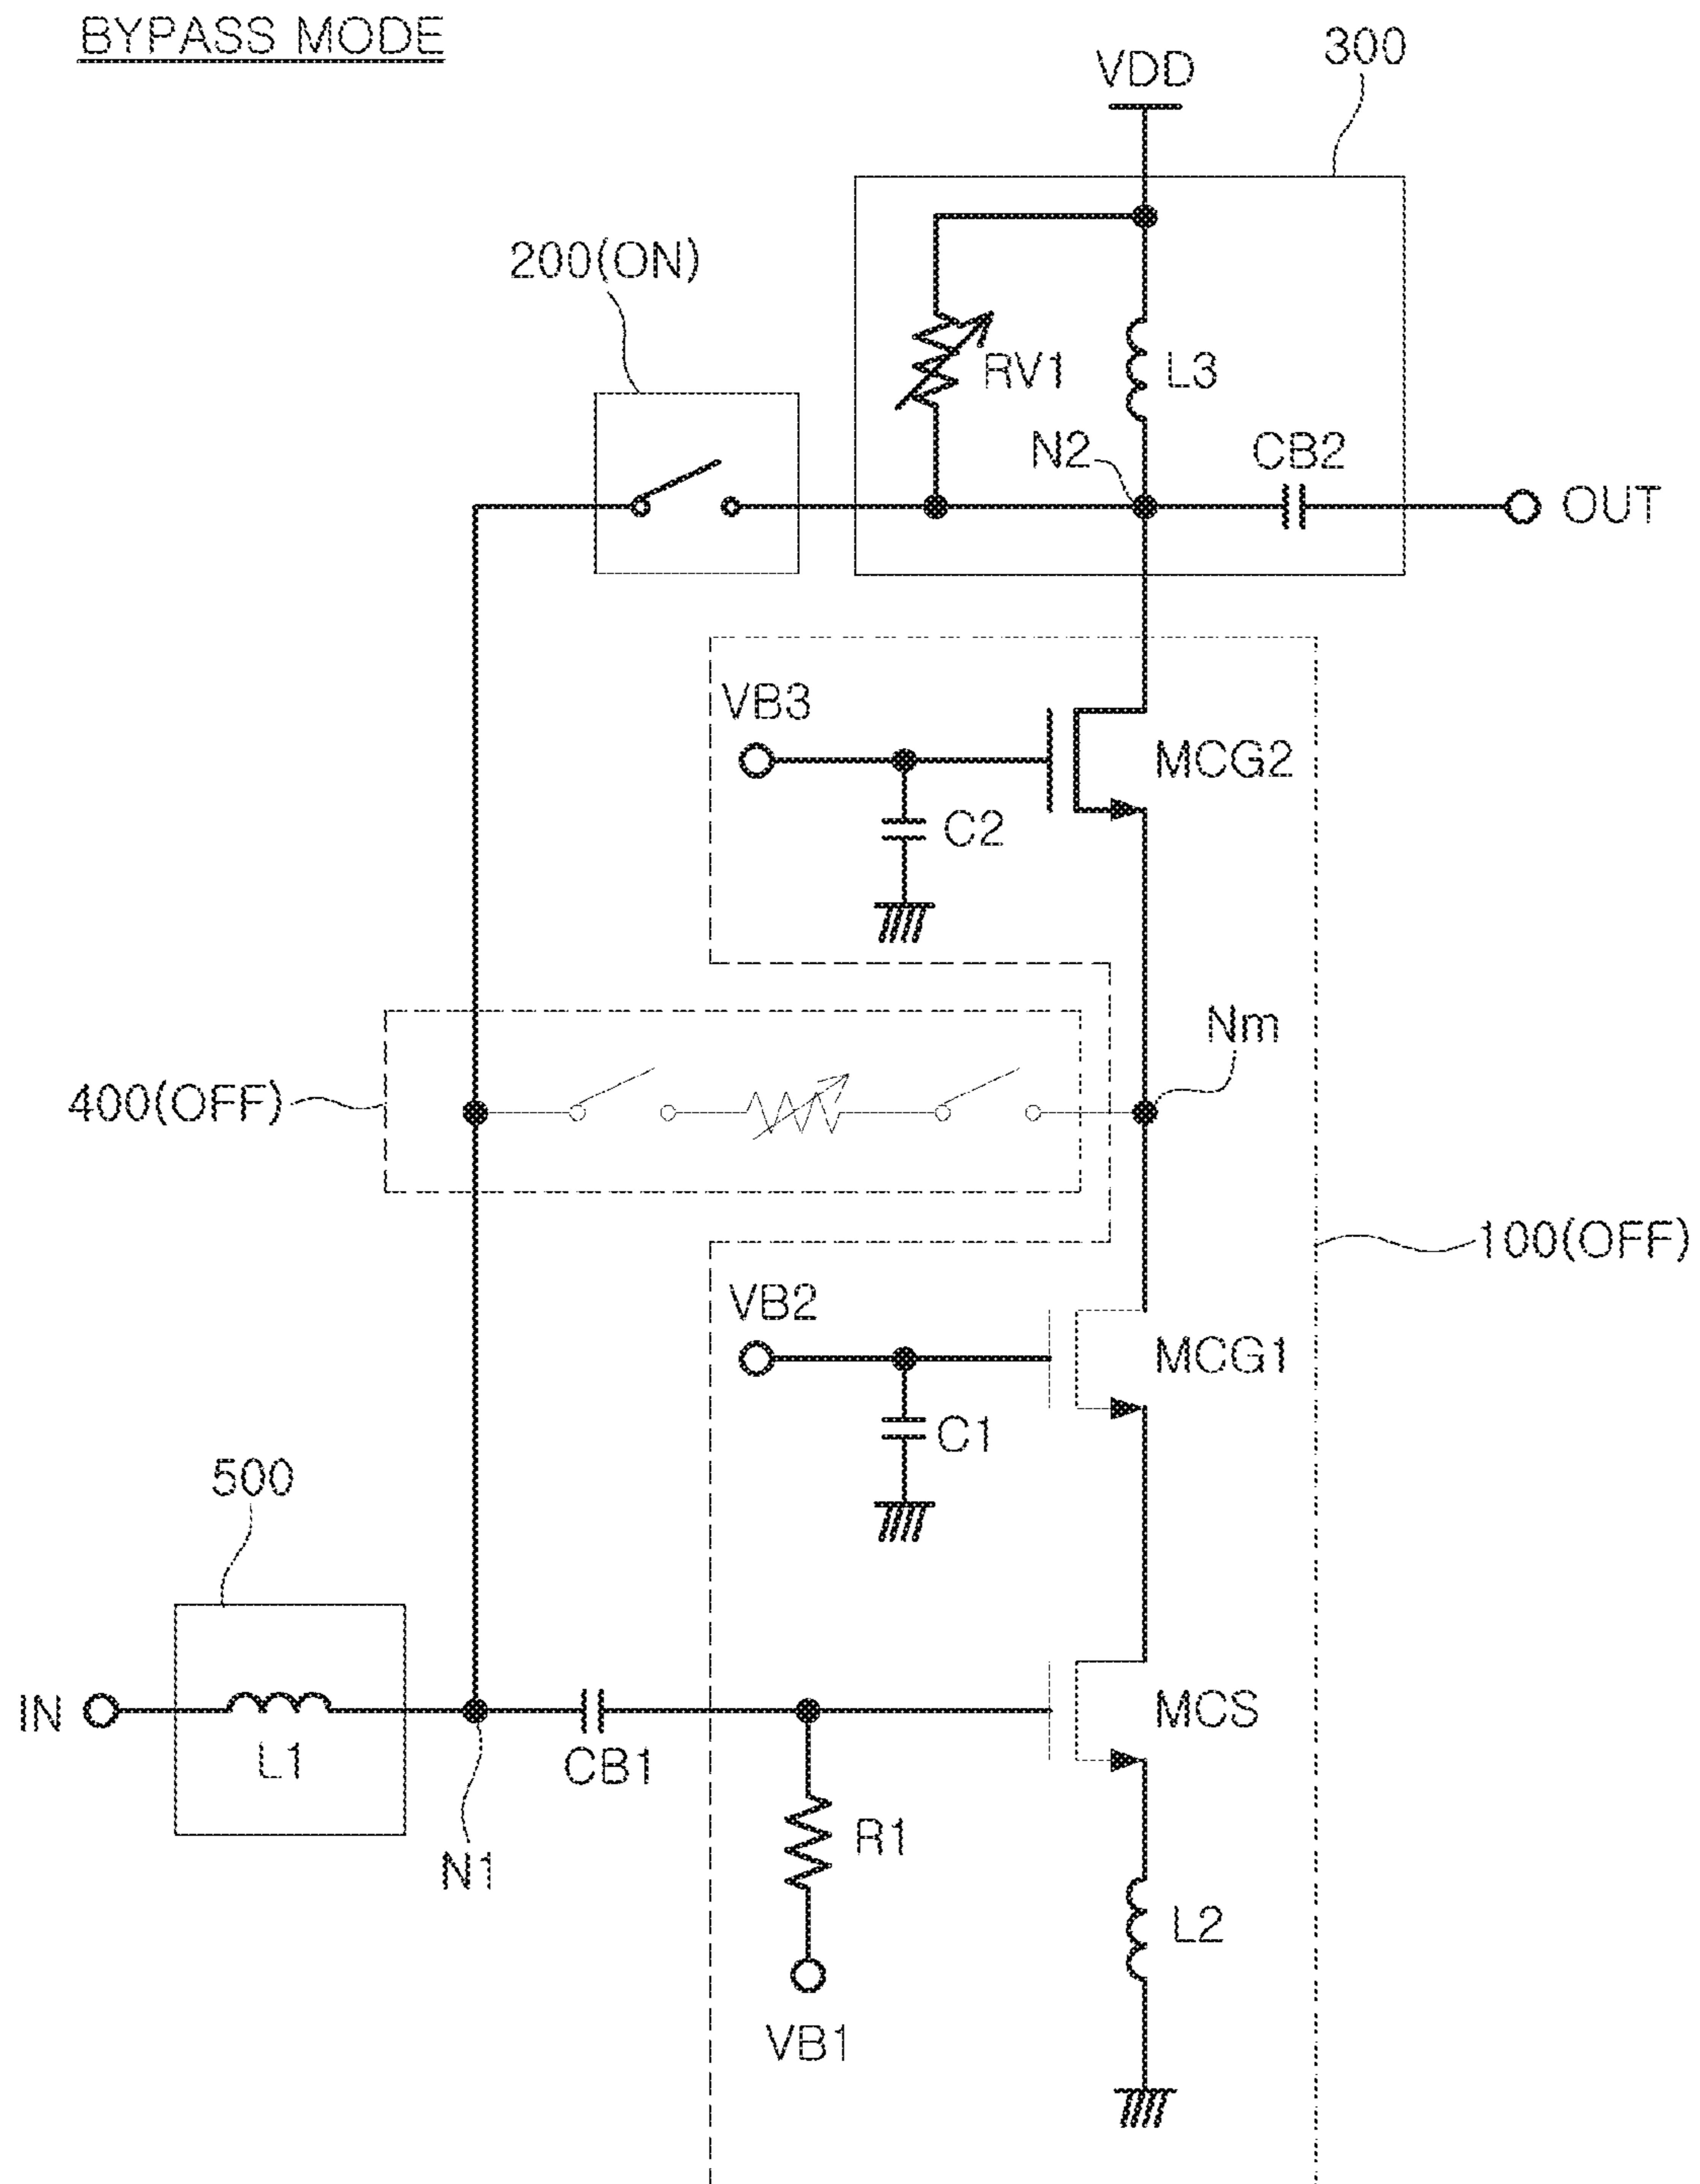 BYPASS MODE
300
VDD
200(ON)
RV1
L3
N2
CB2
OUT
VB3
MCG2
C2
Nm
400(OFF)
100(OFF)
VB2
MCG1
C1
500
IN
L1
CB1
MCS
R1
N1
L2
VB1